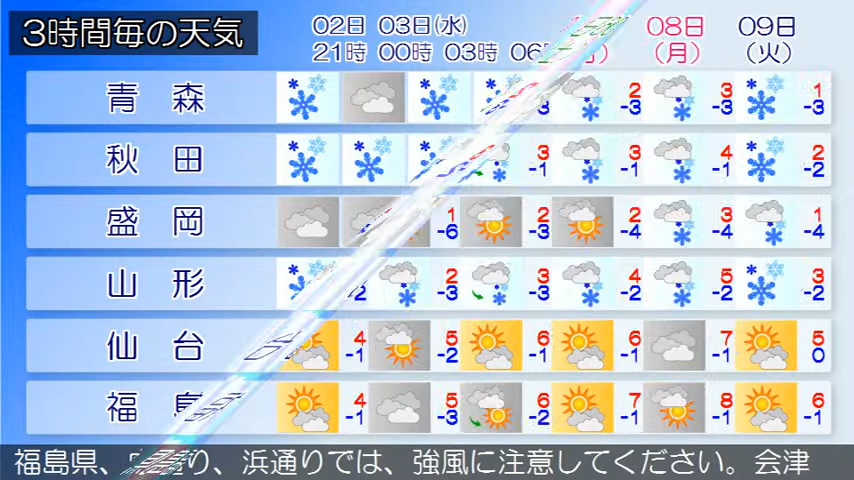 3時間毎の天気
02日 03日(水) 08日 09日
21時 00時 03時 06 (月) (火)
青森 3 -3 2 -3 3 -3 1 -3
秋田 3 -1 3 -1 4 -1 2 -2
盛岡 1 -6 2 -3 2 -4 3 -4 1 -4
山形 2 2 -3 3 -3 4 -2 5 -2 3 -2
仙台 4 -1 5 -2 6 -1 6 -1 7 -1 5 0
福島 4 -1 5 -3 6 -2 7 -1 8 -1 6 -1
福島県、中通り、浜通りでは、強風に注意してください。会津